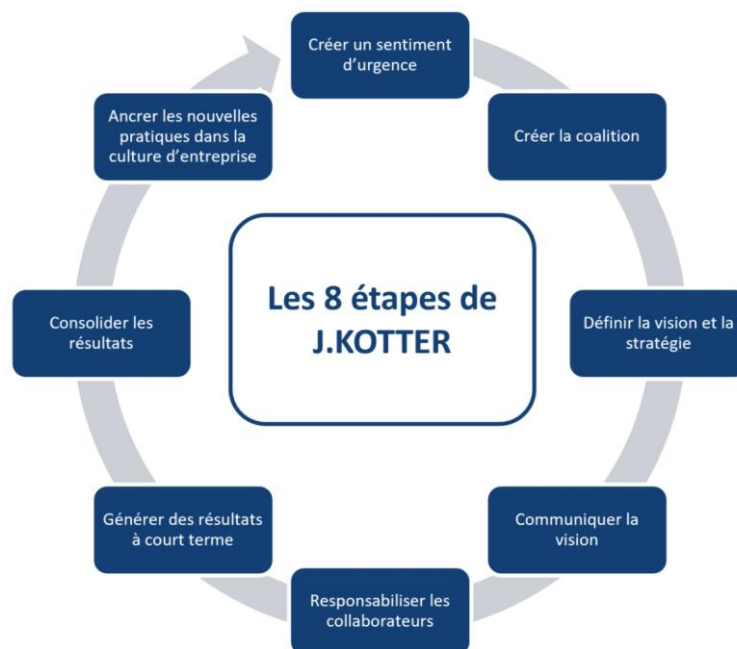 Créer un sentiment
d’urgence
Créer la coalition
Définir la vision et la
stratégie
Communiquer la
vision
Responsabiliser les
collaborateurs
Générer des résultats
à court terme
Consolider les
résultats
Ancrer les nouvelles
pratiques dans la
culture d’entreprise
Les 8 étapes de
J.KOTTER